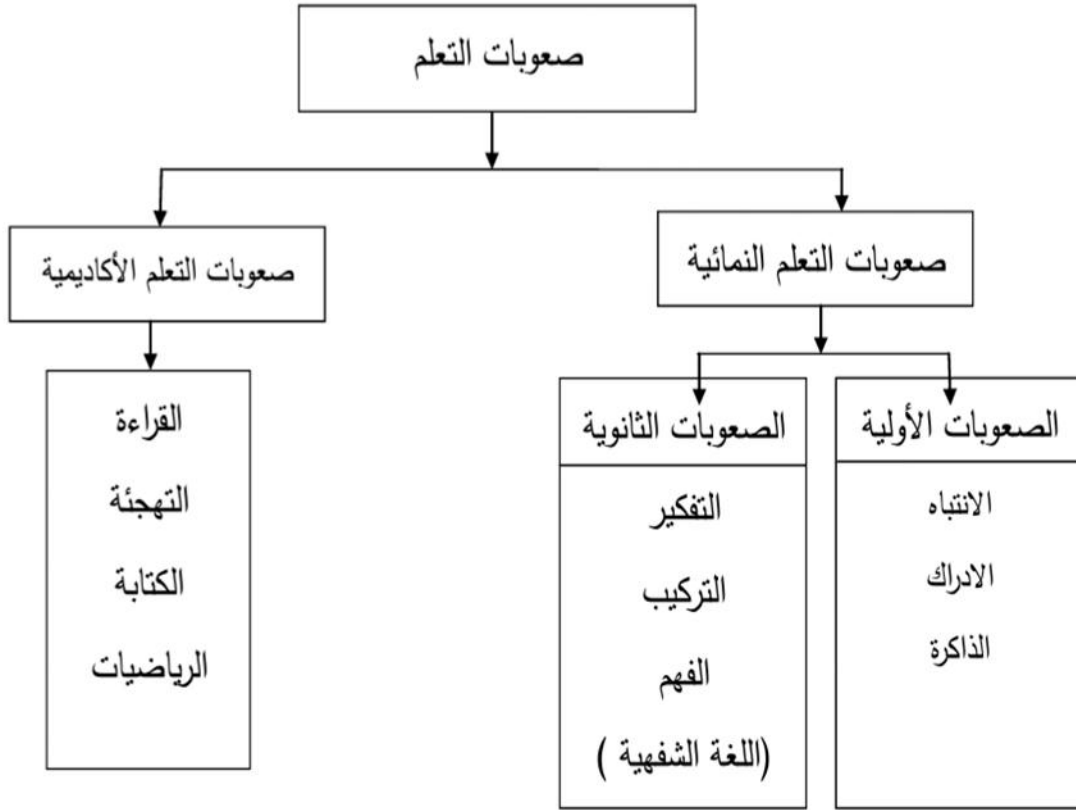 صعوبات التعلم
صعوبات التعلم النمائية
صعوبات التعلم الأكاديمية
الصعوبات الأولية
الانتباه
الادراك
الذاكرة
الصعوبات الثانوية
التفكير
التركيب
الفهم
(اللغة الشفهية )
القراءة
التهجئة
الكتابة
الرياضيات